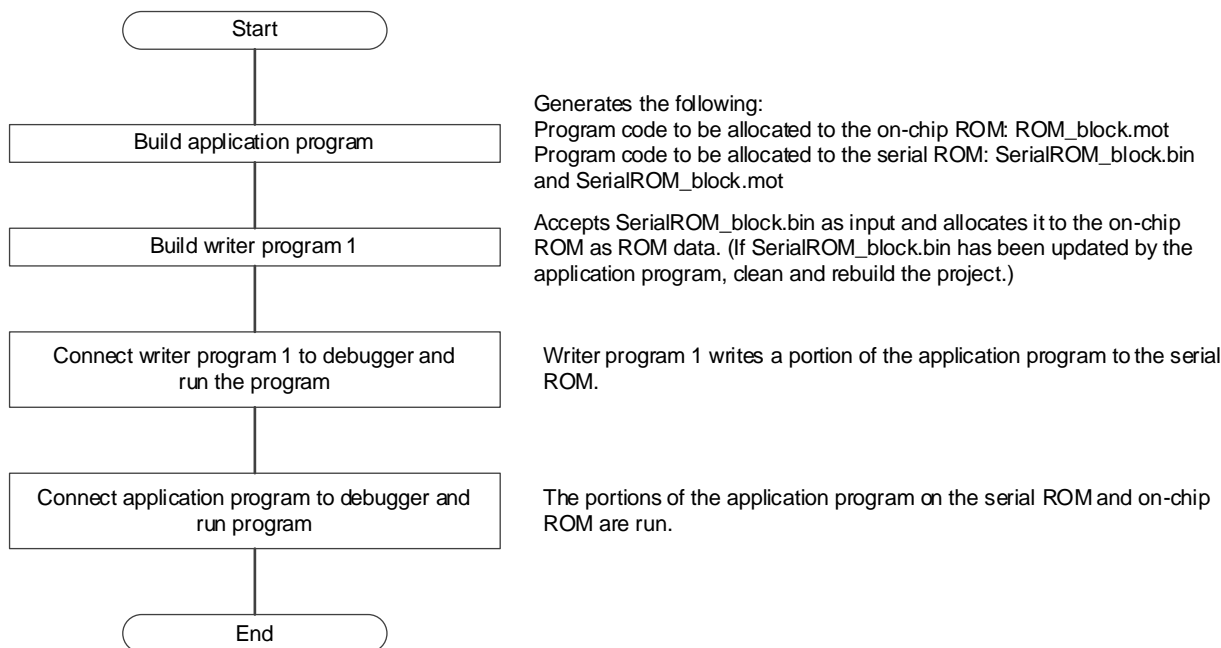 Start
Build application program
Generates the following:
Program code to be allocated to the on-chip ROM: ROM_block.mot
Program code to be allocated to the serial ROM: SerialROM_block.bin
and SerialROM_block.mot
Build writer program 1
Accepts SerialROM_block.bin as input and allocates it to the on-chip
ROM as ROM data. (If SerialROM_block.bin has been updated by the
application program, clean and rebuild the project.)
Connect writer program 1 to debugger and
run the program
Writer program 1 writes a portion of the application program to the serial
ROM.
Connect application program to debugger and
run program
The portions of the application program on the serial ROM and on-chip
ROM are run.
End